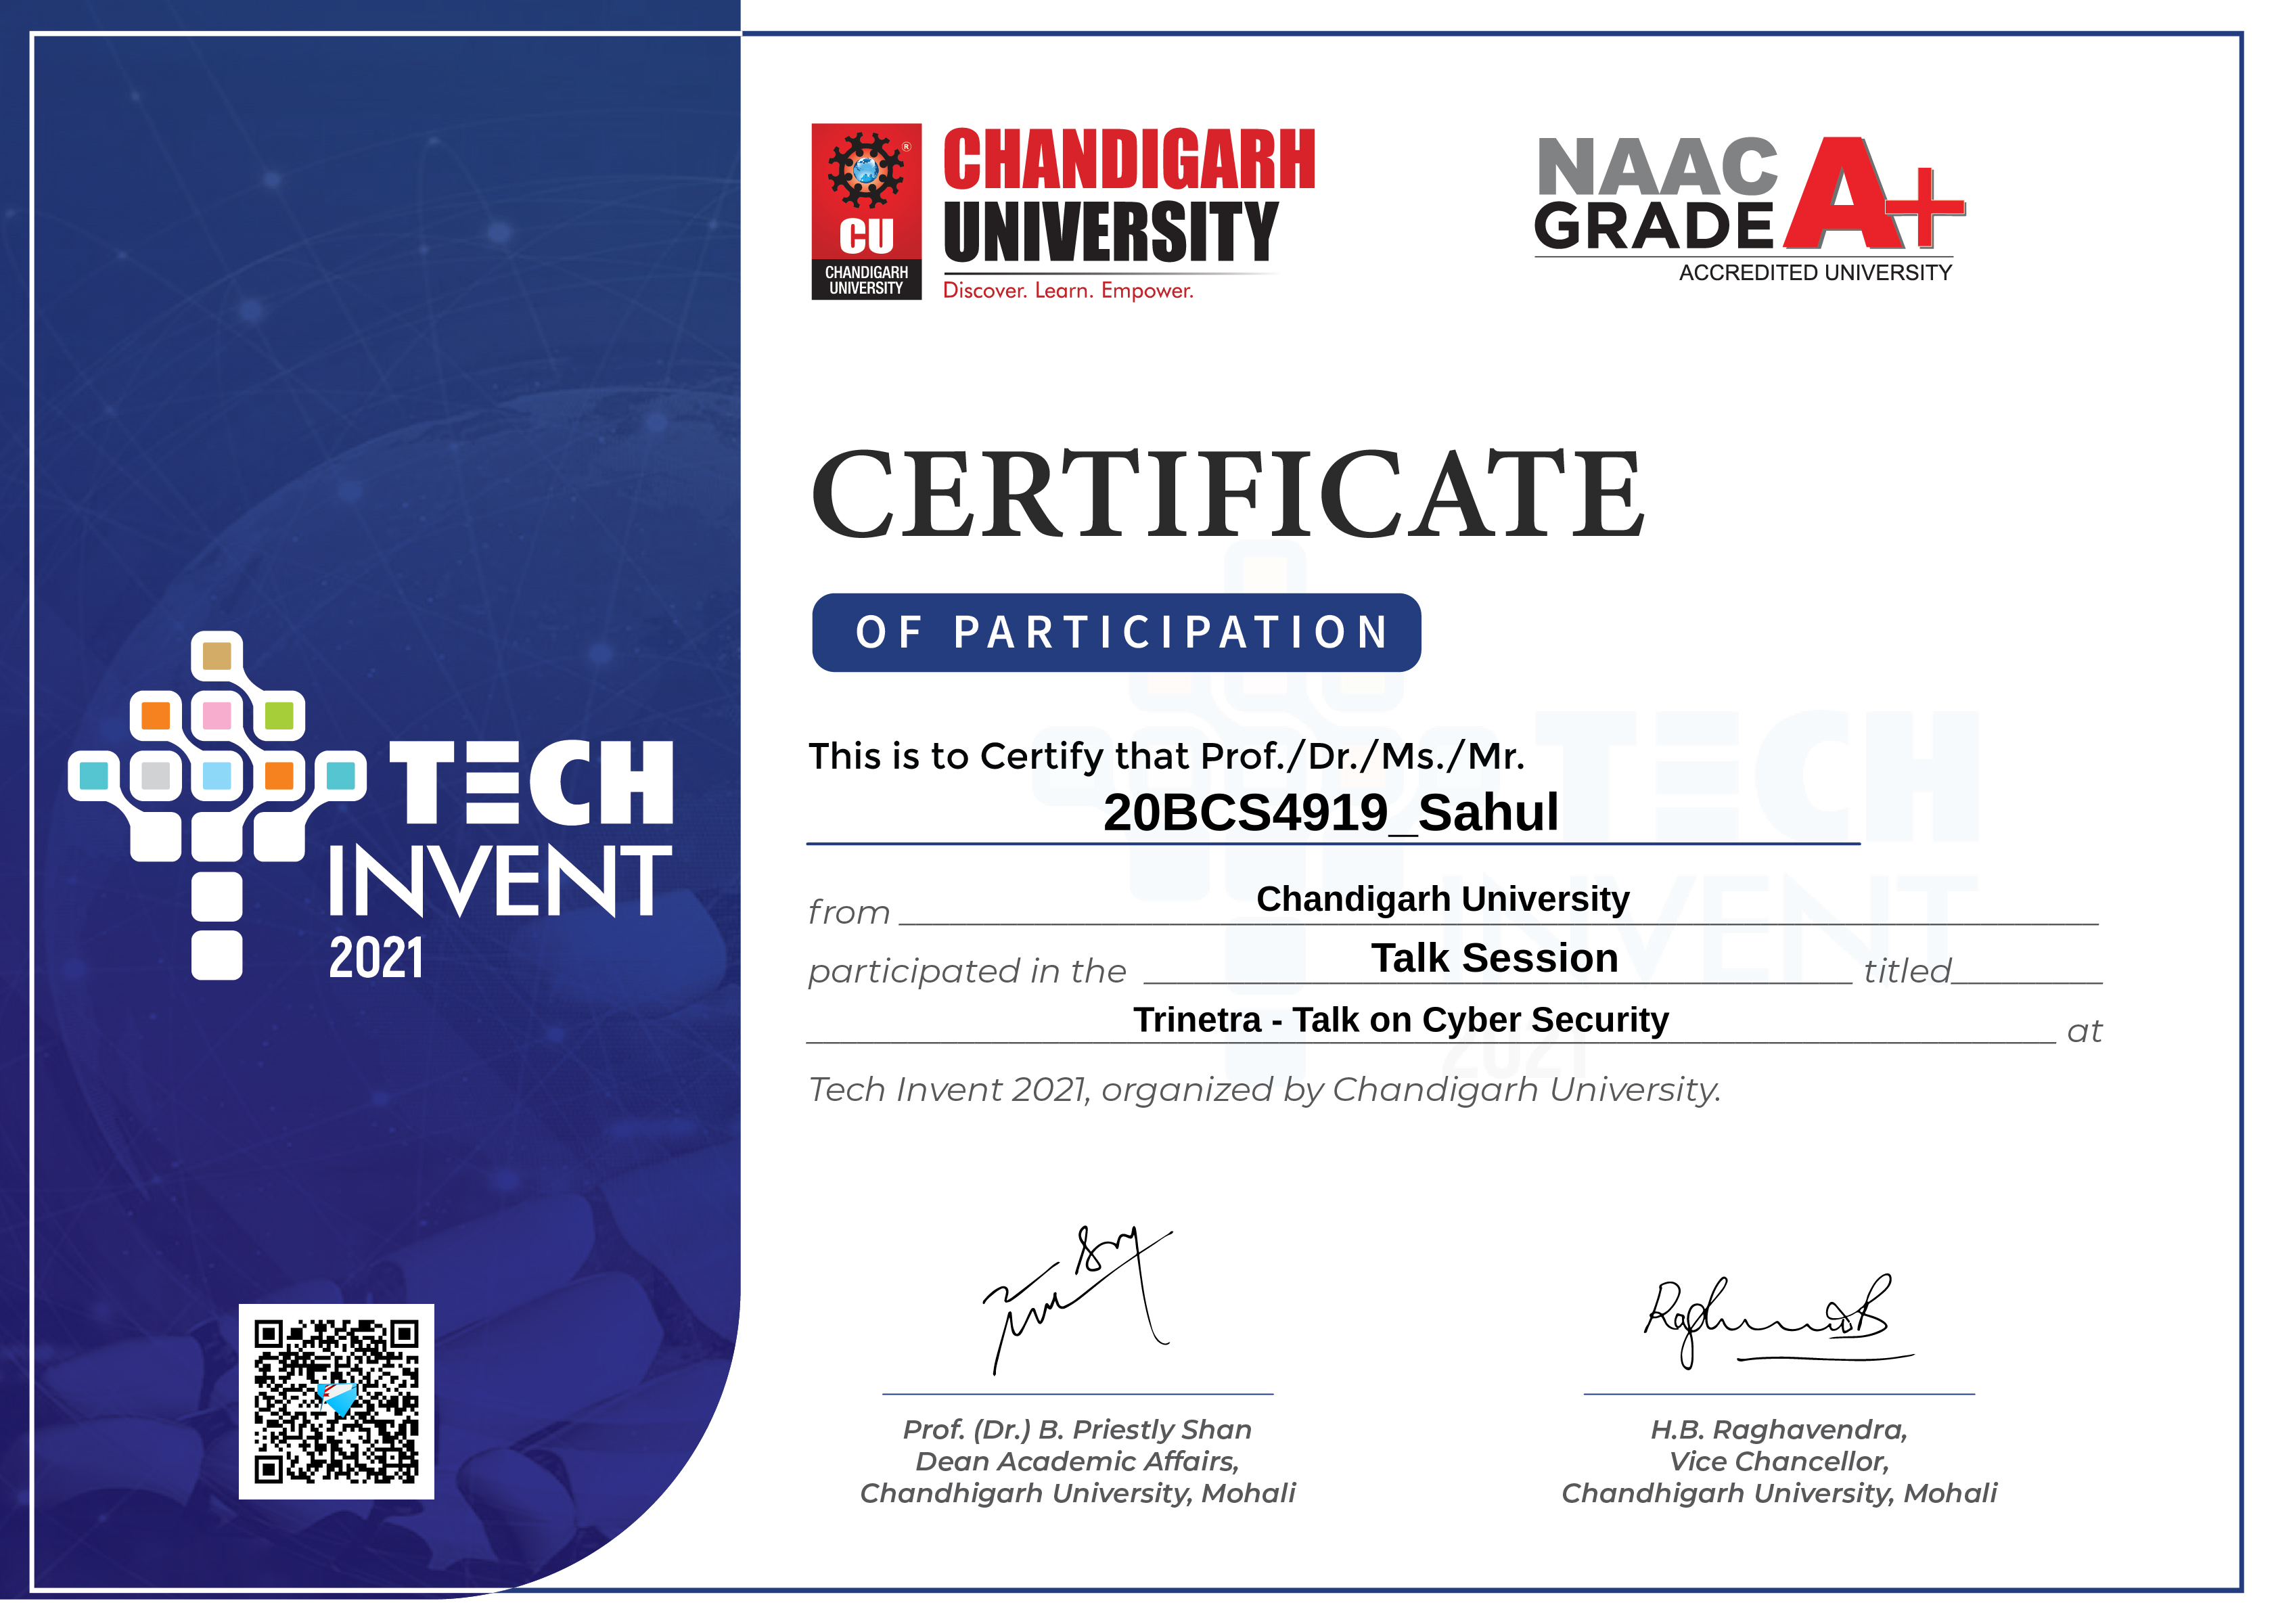 CU
CHANDIGARH
UNIVERSITY
CHANDIGARH
UNIVERSITY
Discover. Learn. Empower.
NAAC
GRADE A+
ACCREDITED UNIVERSITY
CERTIFICATE
OF PARTICIPATION
This is to Certify that Prof./Dr./Ms./Mr.
20BCS4919_Sahul
from Chandigarh University
participated in the Talk Session titled
Trinetra - Talk on Cyber Security at
Tech Invent 2021, organized by Chandigarh University.
TECH
INVENT
2021
Prof. (Dr.) B. Priestly Shan
Dean Academic Affairs,
Chandhigarh University, Mohali
H.B. Raghavendra,
Vice Chancellor,
Chandhigarh University, Mohali